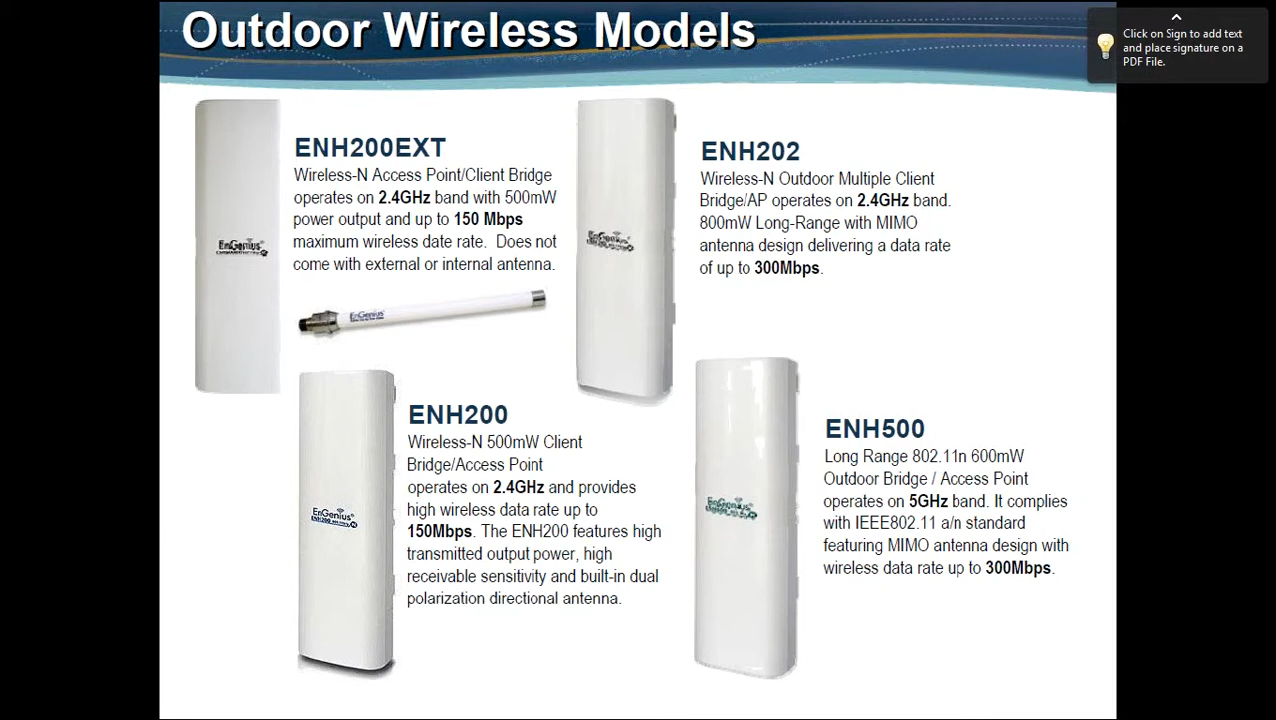 Outdoor Wireless Models
Click on Sign to add text
and place signature on a
PDF File.
ENH200EXT
Wireless-N Access Point/Client Bridge
operates on 2.4GHz band with 500mW
power output and up to 150 Mbps
maximum wireless date rate. Does not
come with external or internal antenna.
EnGenius
EnGenius
ENH202
Wireless-N Outdoor Multiple Client
Bridge/AP operates on 2.4GHz band.
800mW Long-Range with MIMO
antenna design delivering a data rate
of up to 300Mbps.
EnGenius
ENH200
Wireless-N 500mW Client
Bridge/Access Point
operates on 2.4GHz and provides
high wireless data rate up to
150Mbps. The ENH200 features high
transmitted output power, high
receivable sensitivity and built-in dual
polarization directional antenna.
EnGenius
ENH200
ENH500
Long Range 802.11n 600mW
Outdoor Bridge / Access Point
operates on 5GHz band. It complies
with IEEE802.11 a/n standard
featuring MIMO antenna design with
wireless data rate up to 300Mbps.
EnGenius